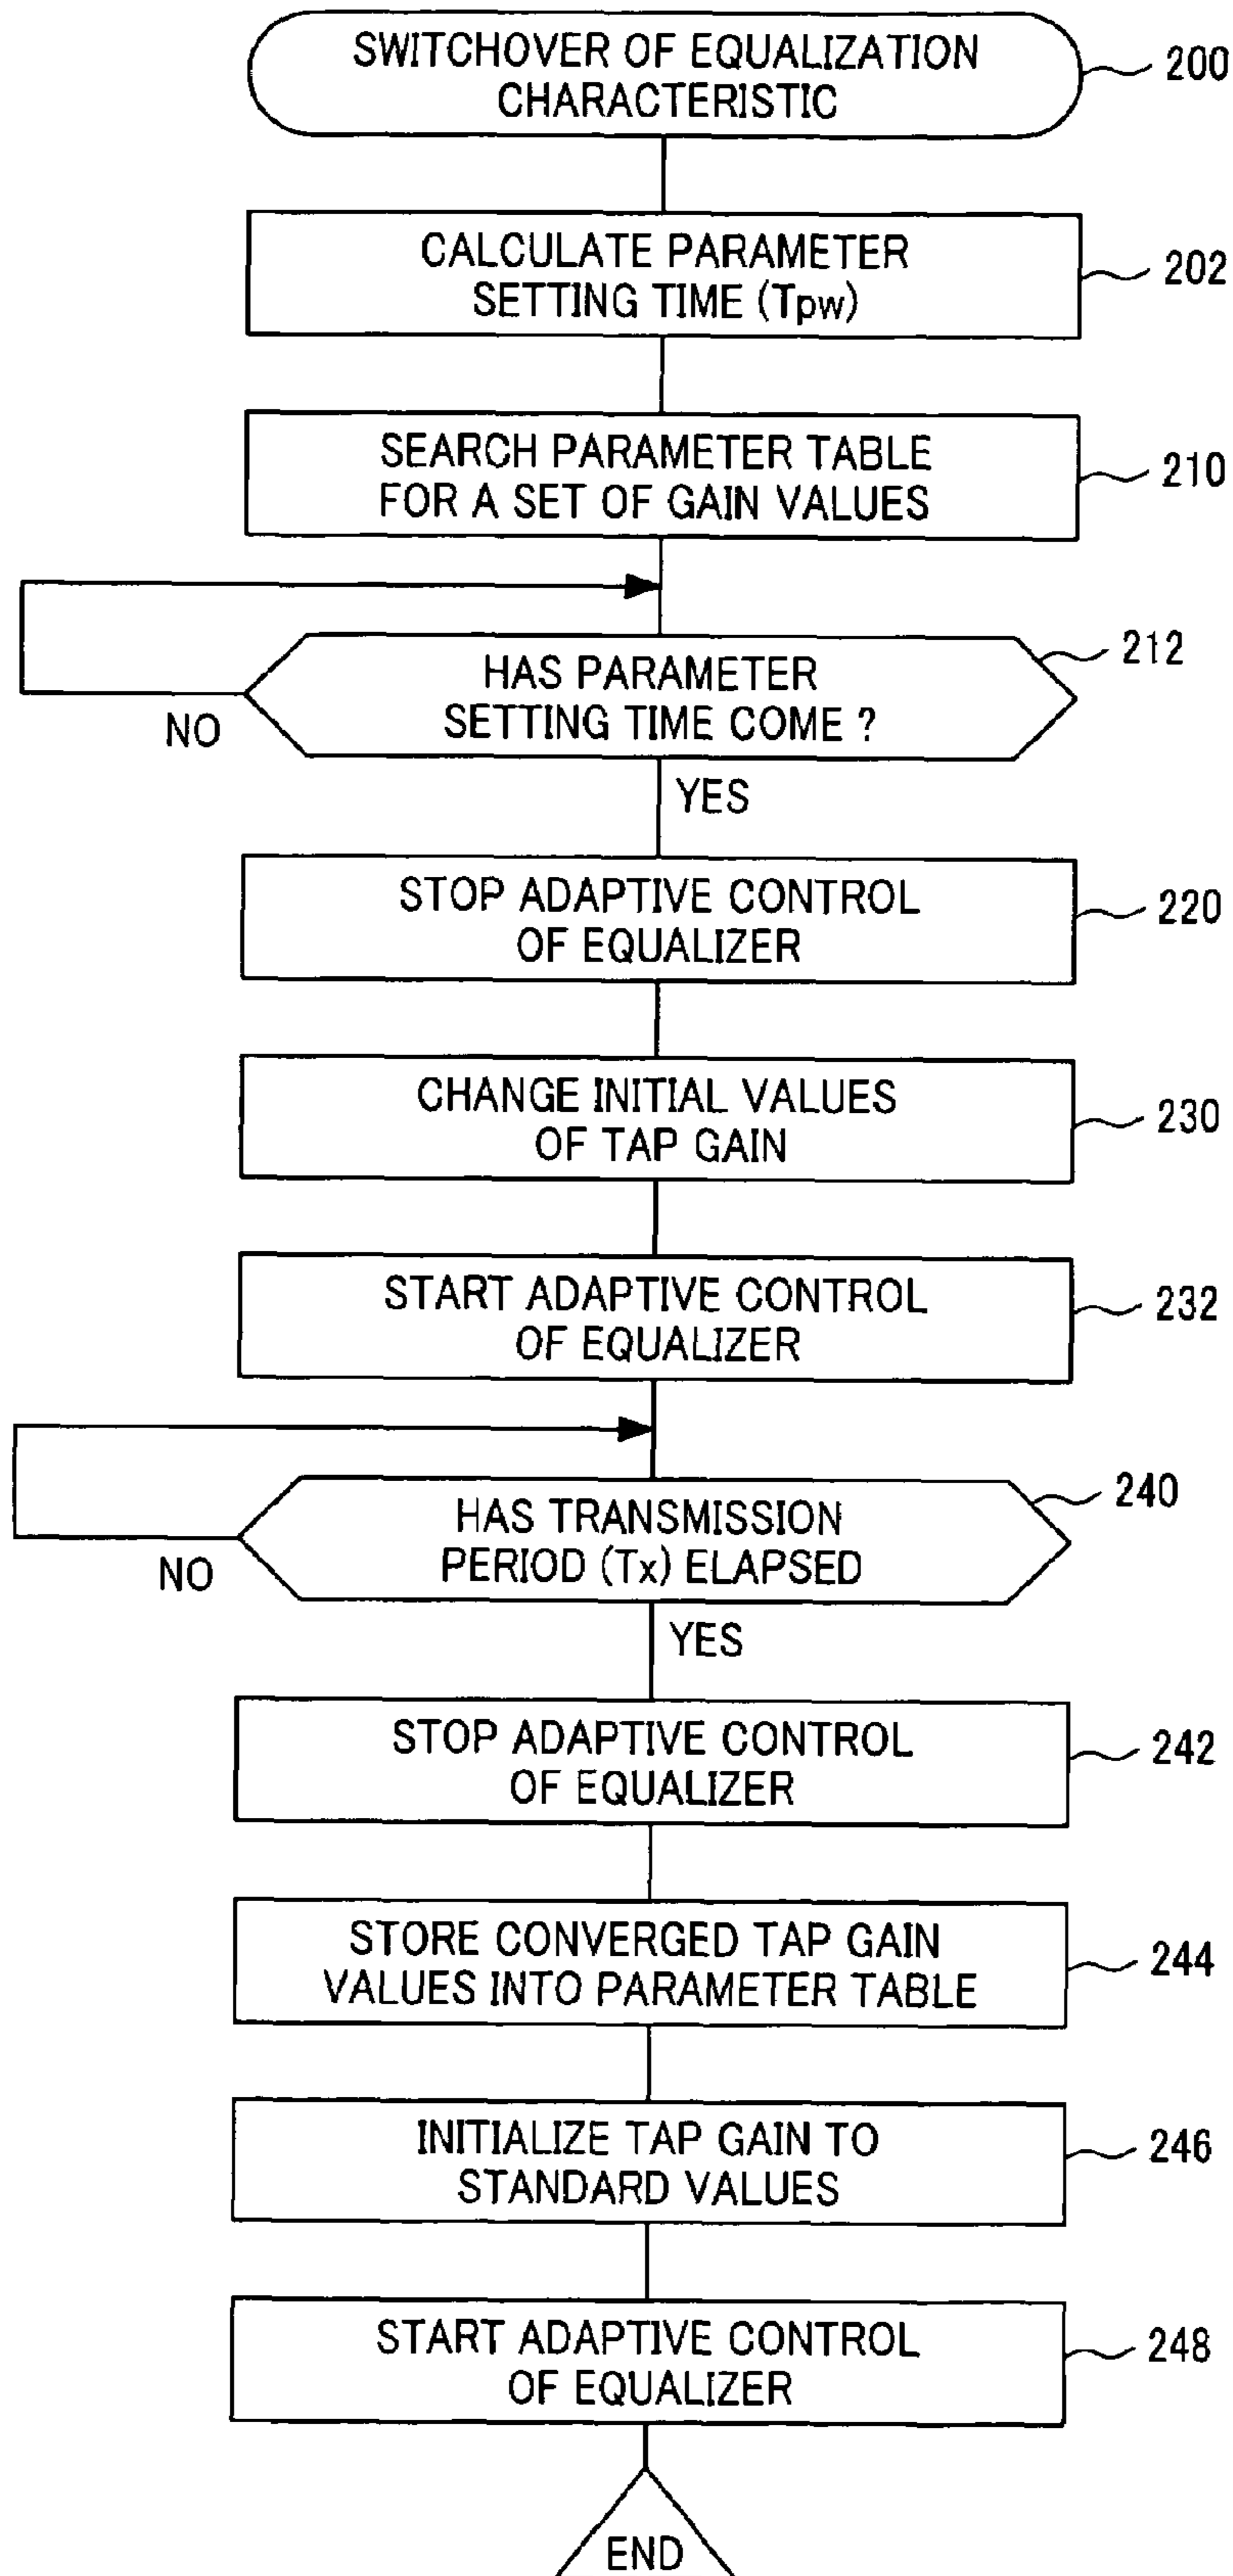 SWITCHOVER OF EQUALIZATION
CHARACTERISTIC
200
CALCULATE PARAMETER
SETTING TIME (Tpw)
202
SEARCH PARAMETER TABLE
FOR A SET OF GAIN VALUES
210
HAS PARAMETER
SETTING TIME COME ?
212
NO
YES
STOP ADAPTIVE CONTROL
OF EQUALIZER
220
CHANGE INITIAL VALUES
OF TAP GAIN
230
START ADAPTIVE CONTROL
OF EQUALIZER
232
HAS TRANSMISSION
PERIOD (Tx) ELAPSED
240
NO
YES
STOP ADAPTIVE CONTROL
OF EQUALIZER
242
STORE CONVERGED TAP GAIN
VALUES INTO PARAMETER TABLE
244
INITIALIZE TAP GAIN TO
STANDARD VALUES
246
START ADAPTIVE CONTROL
OF EQUALIZER
248
END